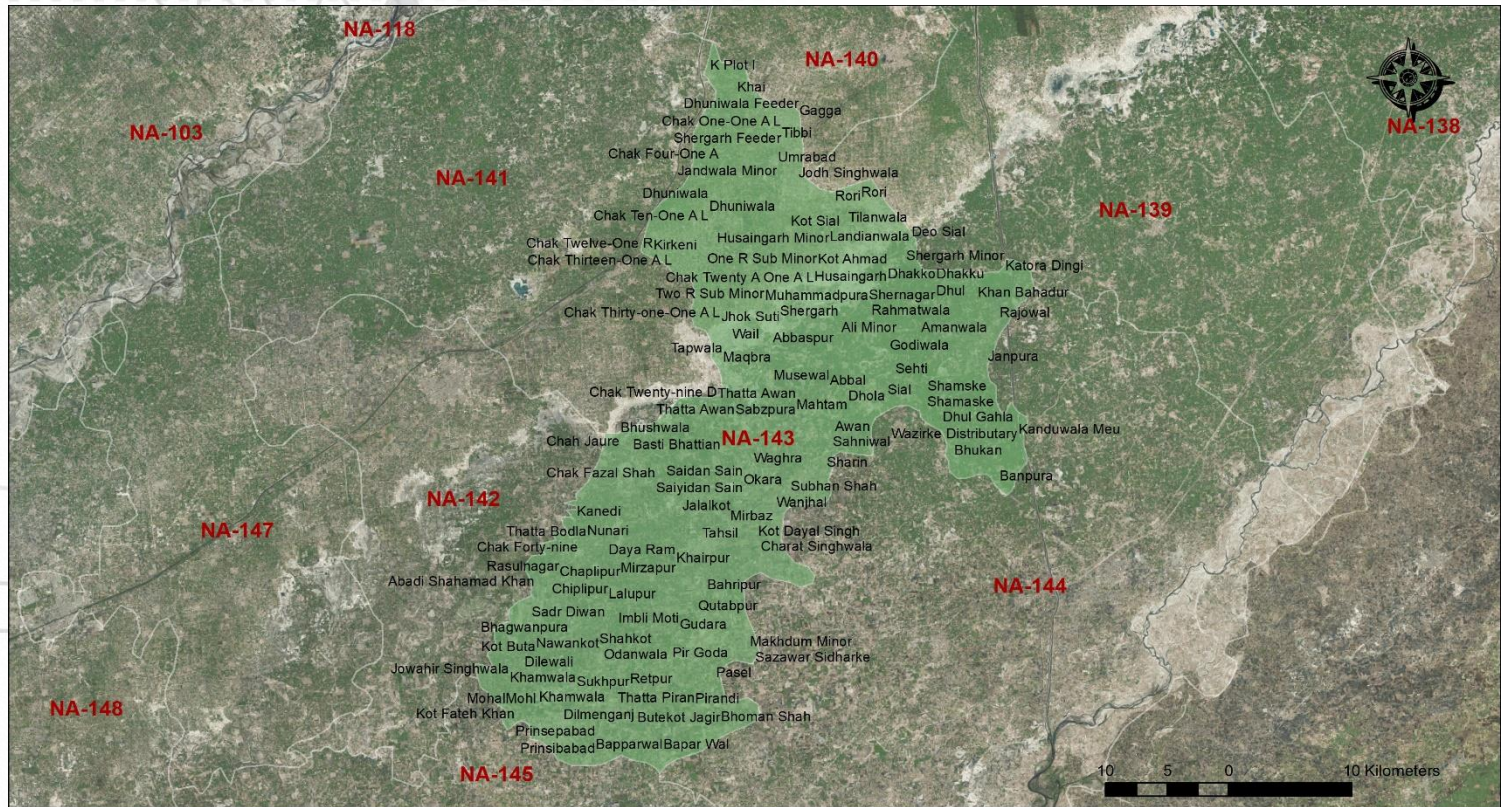 NA-118
K Plot I
NA-140
Khai
Dhuniwala Feeder
Gagga
Chak One-One A L
NA-103
NA-138
Shergarh Feeder
Tibbi
Chak Four-One A
Umrabad
Jandwala Minor
Jodh Singhwala
NA-141
Dhuniwala
Rori
Rori
Dhuniwala
NA-139
Chak Ten-One A L
Kot Sial
Tilanwala
Husaingarh Minor
Landianwala
Deo Sial
Chak Twelve-One R
Kirkeni
Chak Thirteen-One A L
One R Sub Minor
Kot Ahmad
Shergarh Minor
Katora Dingi
Chak Twenty A One A L
Husaingarh
Dhakko
Dhakku
Two R Sub Minor
Muhammadpura
Shernagar
Dhul
Khan Bahadur
Chak Thirty-one-One A L
Jhok Suti
Shergarh
Rahmatwala
Rajowal
Wail
Abbaspur
Ali Minor
Amanwala
Tapwala
Maqbra
Godiwala
Janpura
Musewal
Abbal
Sehti
Chak Twenty-nine D
Thatta Awan
Dhola
Sial
Shamske
Thatta Awan
Sabzpura
Mahtam
Shamaske
Dhul Gahla
Bhushwala
Awan
Chah Jaure
Basti Bhattian
NA-143
Sahniwal
Wazirke
Distributary
Kanduwala Meu
Bhukan
Waghra
Sharin
Chak Fazal Shah
Saidan Sain
Banpura
Saiyidan Sain
Okara
Subhan Shah
NA-142
Kanedi
Jalalkot
Wanjhal
Mirbaz
NA-147
Thatta Bodla
Nunari
Tahsil
Kot Dayal Singh
Chak Forty-nine
Daya Ram
Charat Singhwala
Khairpur
Rasulnagar
Chaplipur
Mirzapur
Abadi Shahamad Khan
Chiplipur
Lalupur
Bahripur
NA-144
Sadr Diwan
Qutabpur
Bhagwanpura
Imbli Moti
Gudara
Kot Buta
Nawankot
Shahkot
Makhdum Minor
Odanwala
Pir Goda
Sazawar Sidharke
Jowahir Singhwala
Dilewali
Khamwala
Sukhpur
Retpur
Pasel
Mohal
Mohl
Khamwala
Thatta Piran
Pirandi
NA-148
Kot Fateh Khan
Dilmenganj
Butekot Jagir
Bhoman Shah
Prinsepabad
Prinsibabad
Bapparwal
Bapar Wal
NA-145
10 5 0 10 Kilometers